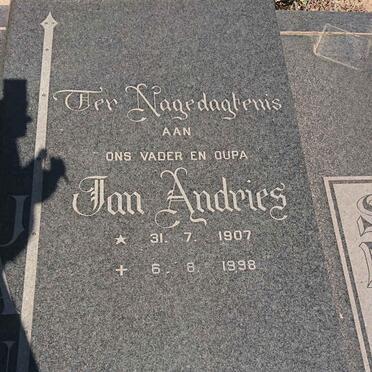 Ter Nagedagtenis
AAN
ONS VADER EN OUPA
Jan Andries
★ 31. 7. 1907
✝ 6. 8. 1998